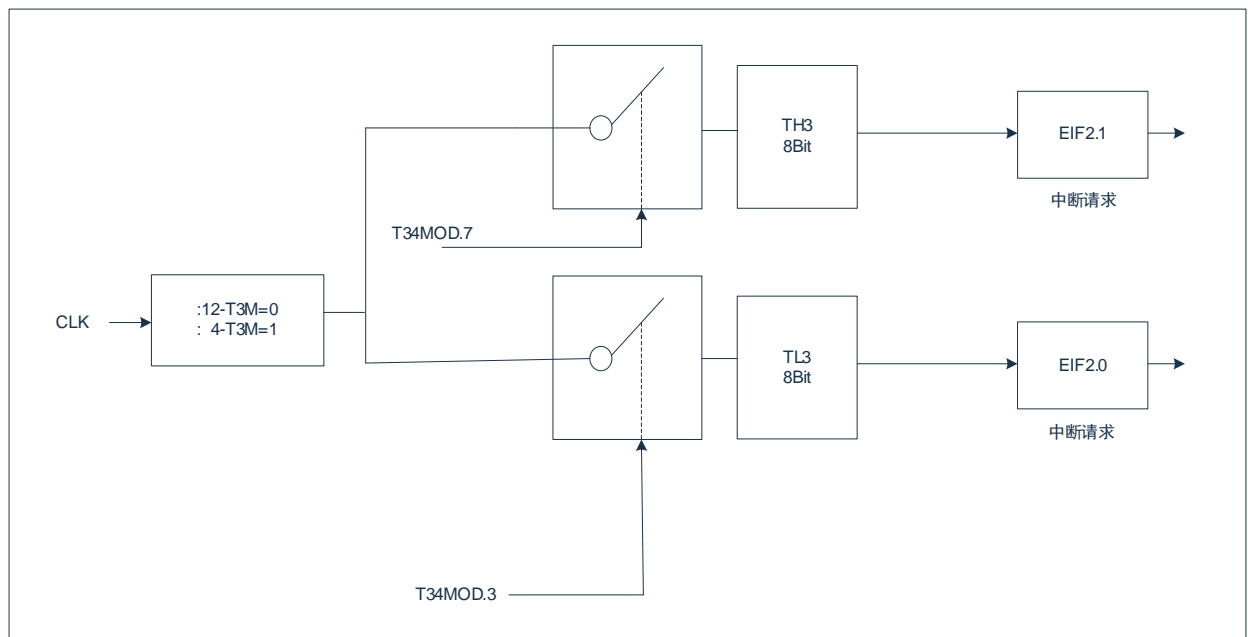 TH3
8Bit
EIF2.1
中断请求
T34MOD.7
CLK
:12-T3M=0
: 4-T3M=1
TL3
8Bit
EIF2.0
中断请求
T34MOD.3